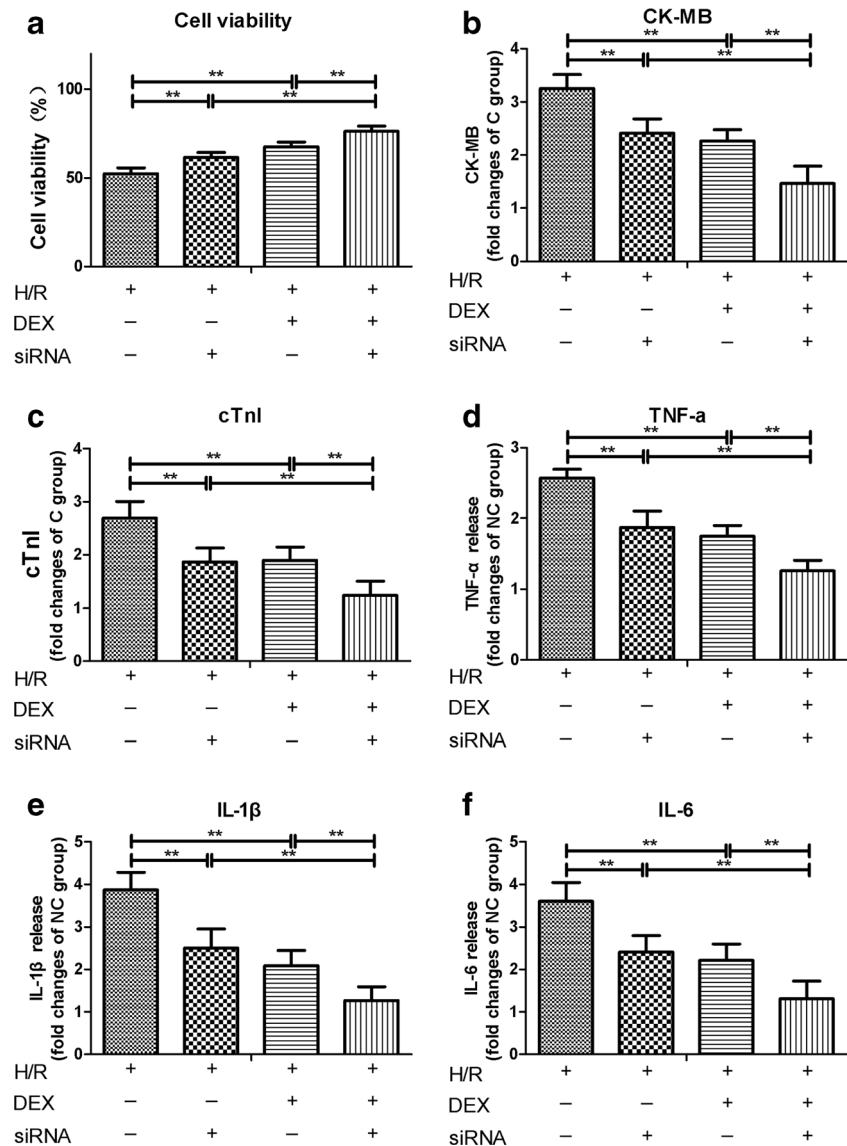 a
Cell viability
Cell viability (%)
100
50
0
** **
** **
H/R + + + +
DEX − − + +
siRNA − + − +
b
CK-MB
CK-MB
(fold changes of C group)
4
3
2
1
0
** **
** **
H/R + + + +
DEX − − + +
siRNA − + − +
c
cTnI
cTnI
(fold changes of C group)
4
3
2
1
0
** **
** **
H/R + + + +
DEX − − + +
siRNA − + − +
d
TNF-a
TNF-α release
(fold changes of NC group)
3
2
1
0
** **
** **
H/R + + + +
DEX − − + +
siRNA − + − +
e
IL-1β
IL-1β release
(fold changes of NC group)
5
4
3
2
1
0
** **
** **
H/R + + + +
DEX − − + +
siRNA − + − +
f
IL-6
IL-6 release
(fold changes of NC group)
5
4
3
2
1
0
** **
** **
H/R + + + +
DEX − − + +
siRNA − + − +